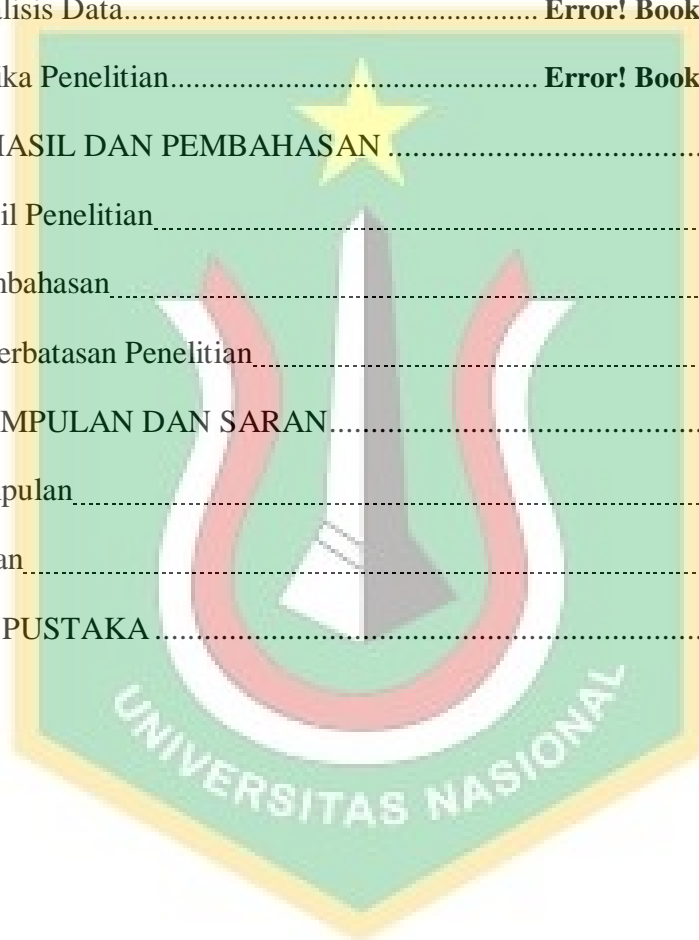 lisis Data.......................................... Error! Book
ika Penelitian..................................... Error! Book
HASIL DAN PEMBAHASAN ...............................
il Penelitian
nbahasan
erbatasan Penelitian
MPULAN DAN SARAN.....................................
pulan
an
PUSTAKA .......................................................
UNIVERSITAS NASIONAL